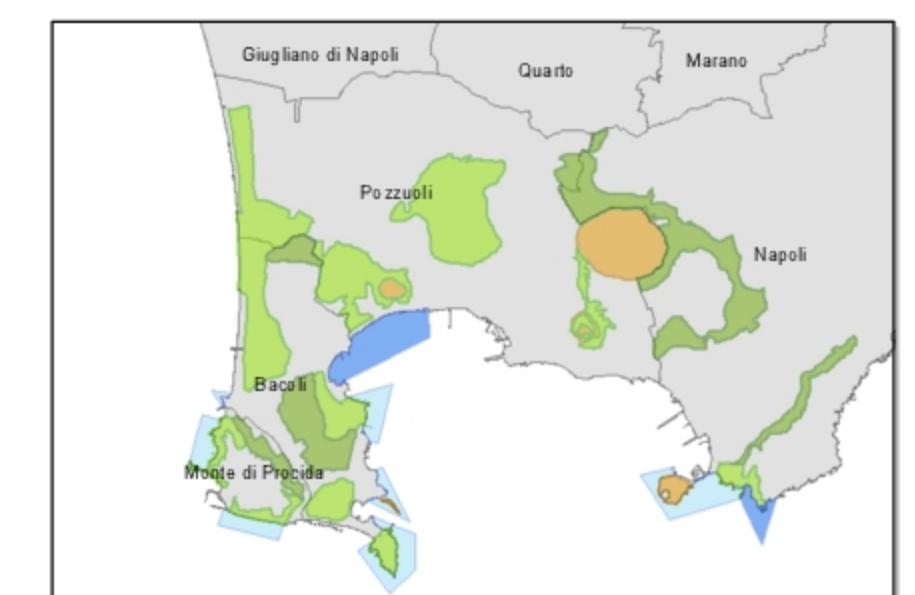 Giugliano di Napoli
Quarto
Marano
Pozzuoli
Napoli
Bacoli
Monte di Procida